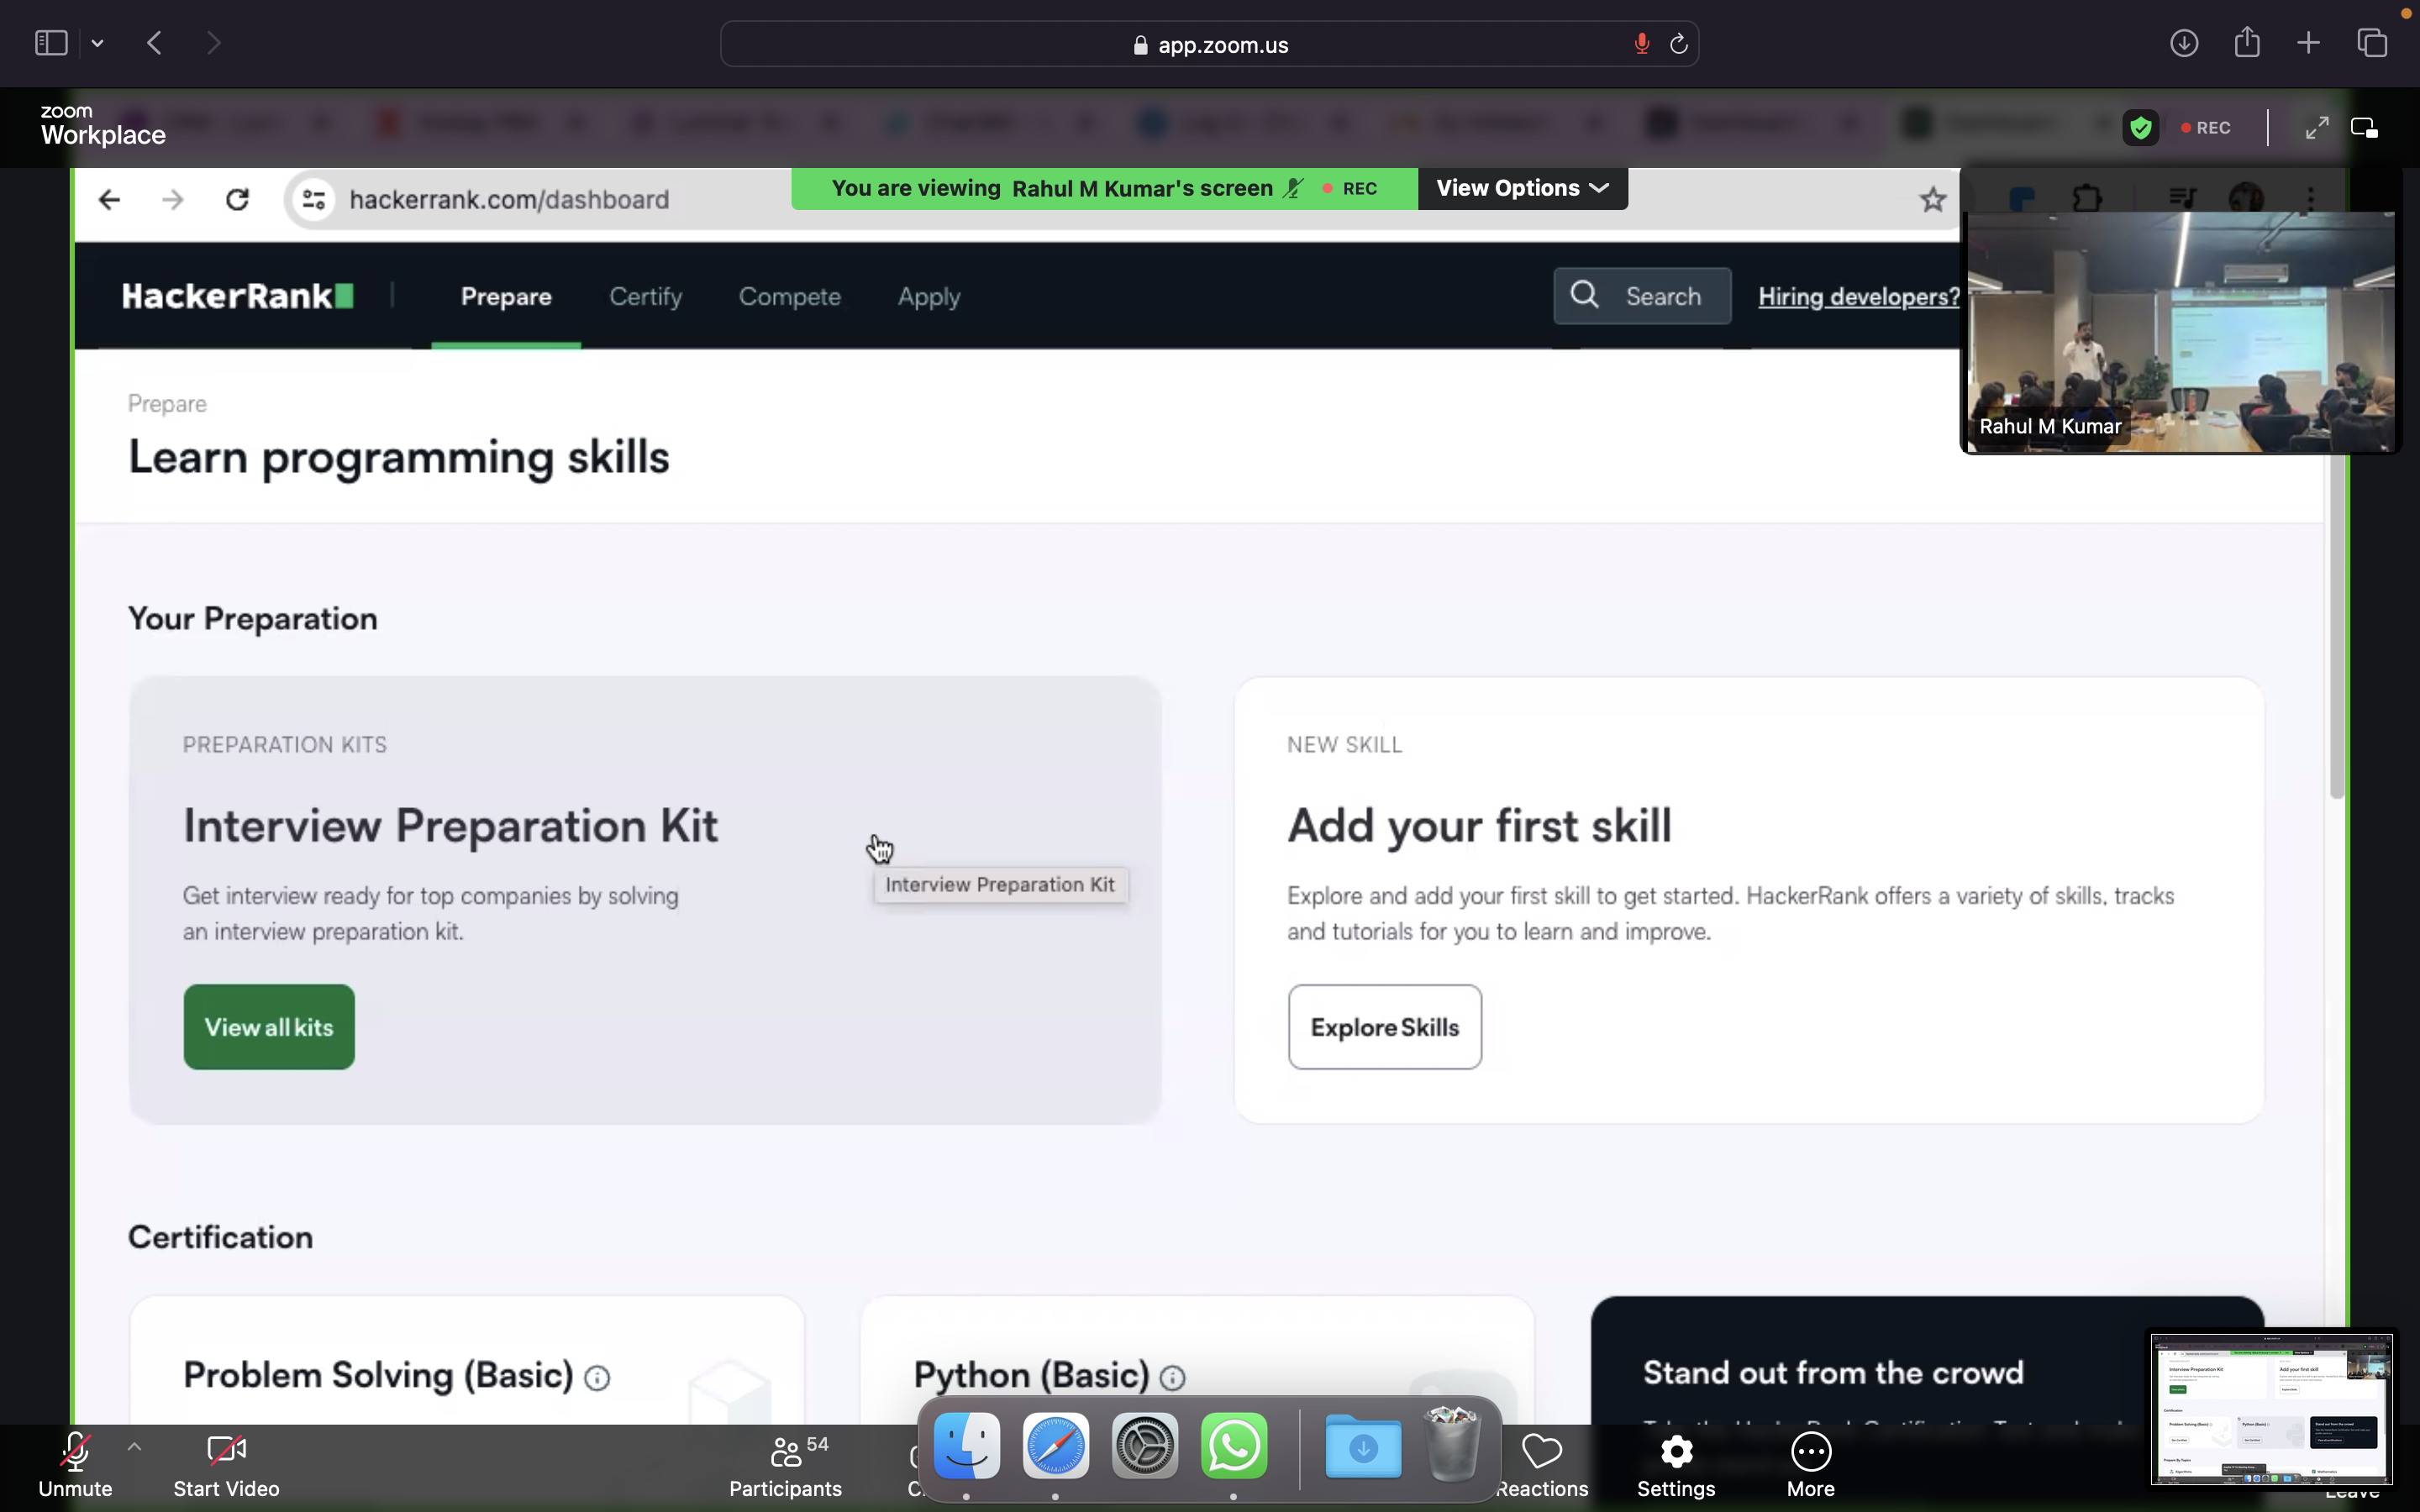 app.zoom.us
zoom
Workplace
REC
You are viewing Rahul M Kumar's screen REC View Options
hackerrank.com/dashboard
HackerRank Prepare Certify Compete Apply Search Hiring developers?
Rahul M Kumar
Prepare
Learn programming skills
Your Preparation
PREPARATION KITS
Interview Preparation Kit
Interview Preparation Kit
Get interview ready for top companies by solving
an interview preparation kit.
View all kits
NEW SKILL
Add your first skill
Explore and add your first skill to get started. HackerRank offers a variety of skills, tracks
and tutorials for you to learn and improve.
Explore Skills
Certification
Problem Solving (Basic)
Python (Basic)
Stand out from the crowd
Unmute
Start Video
54
Participants
Reactions
Settings
More
Leave